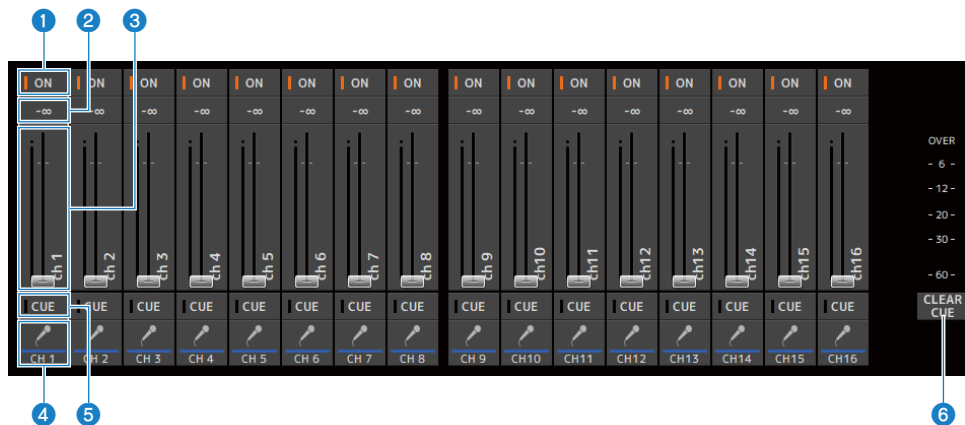 1 2 3
ON ON ON ON ON ON ON ON ON ON ON ON ON ON ON ON
-∞ -∞ -∞ -∞ -∞ -∞ -∞ -∞ -∞ -∞ -∞ -∞ -∞ -∞ -∞ -∞
OVER
- 6 -
- 12 -
- 20 -
- 30 -
- 60 -
ch 1 ch 2 ch 3 ch 4 ch 5 ch 6 ch 7 ch 8 ch 9 ch10 ch11 ch12 ch13 ch14 ch15 ch16
CUE CUE CUE CUE CUE CUE CUE CUE CUE CUE CUE CUE CUE CUE CUE CUE
CLEAR
CUE
CH 1 CH 2 CH 3 CH 4 CH 5 CH 6 CH 7 CH 8 CH 9 CH10 CH11 CH12 CH13 CH14 CH15 CH16
4 5 6